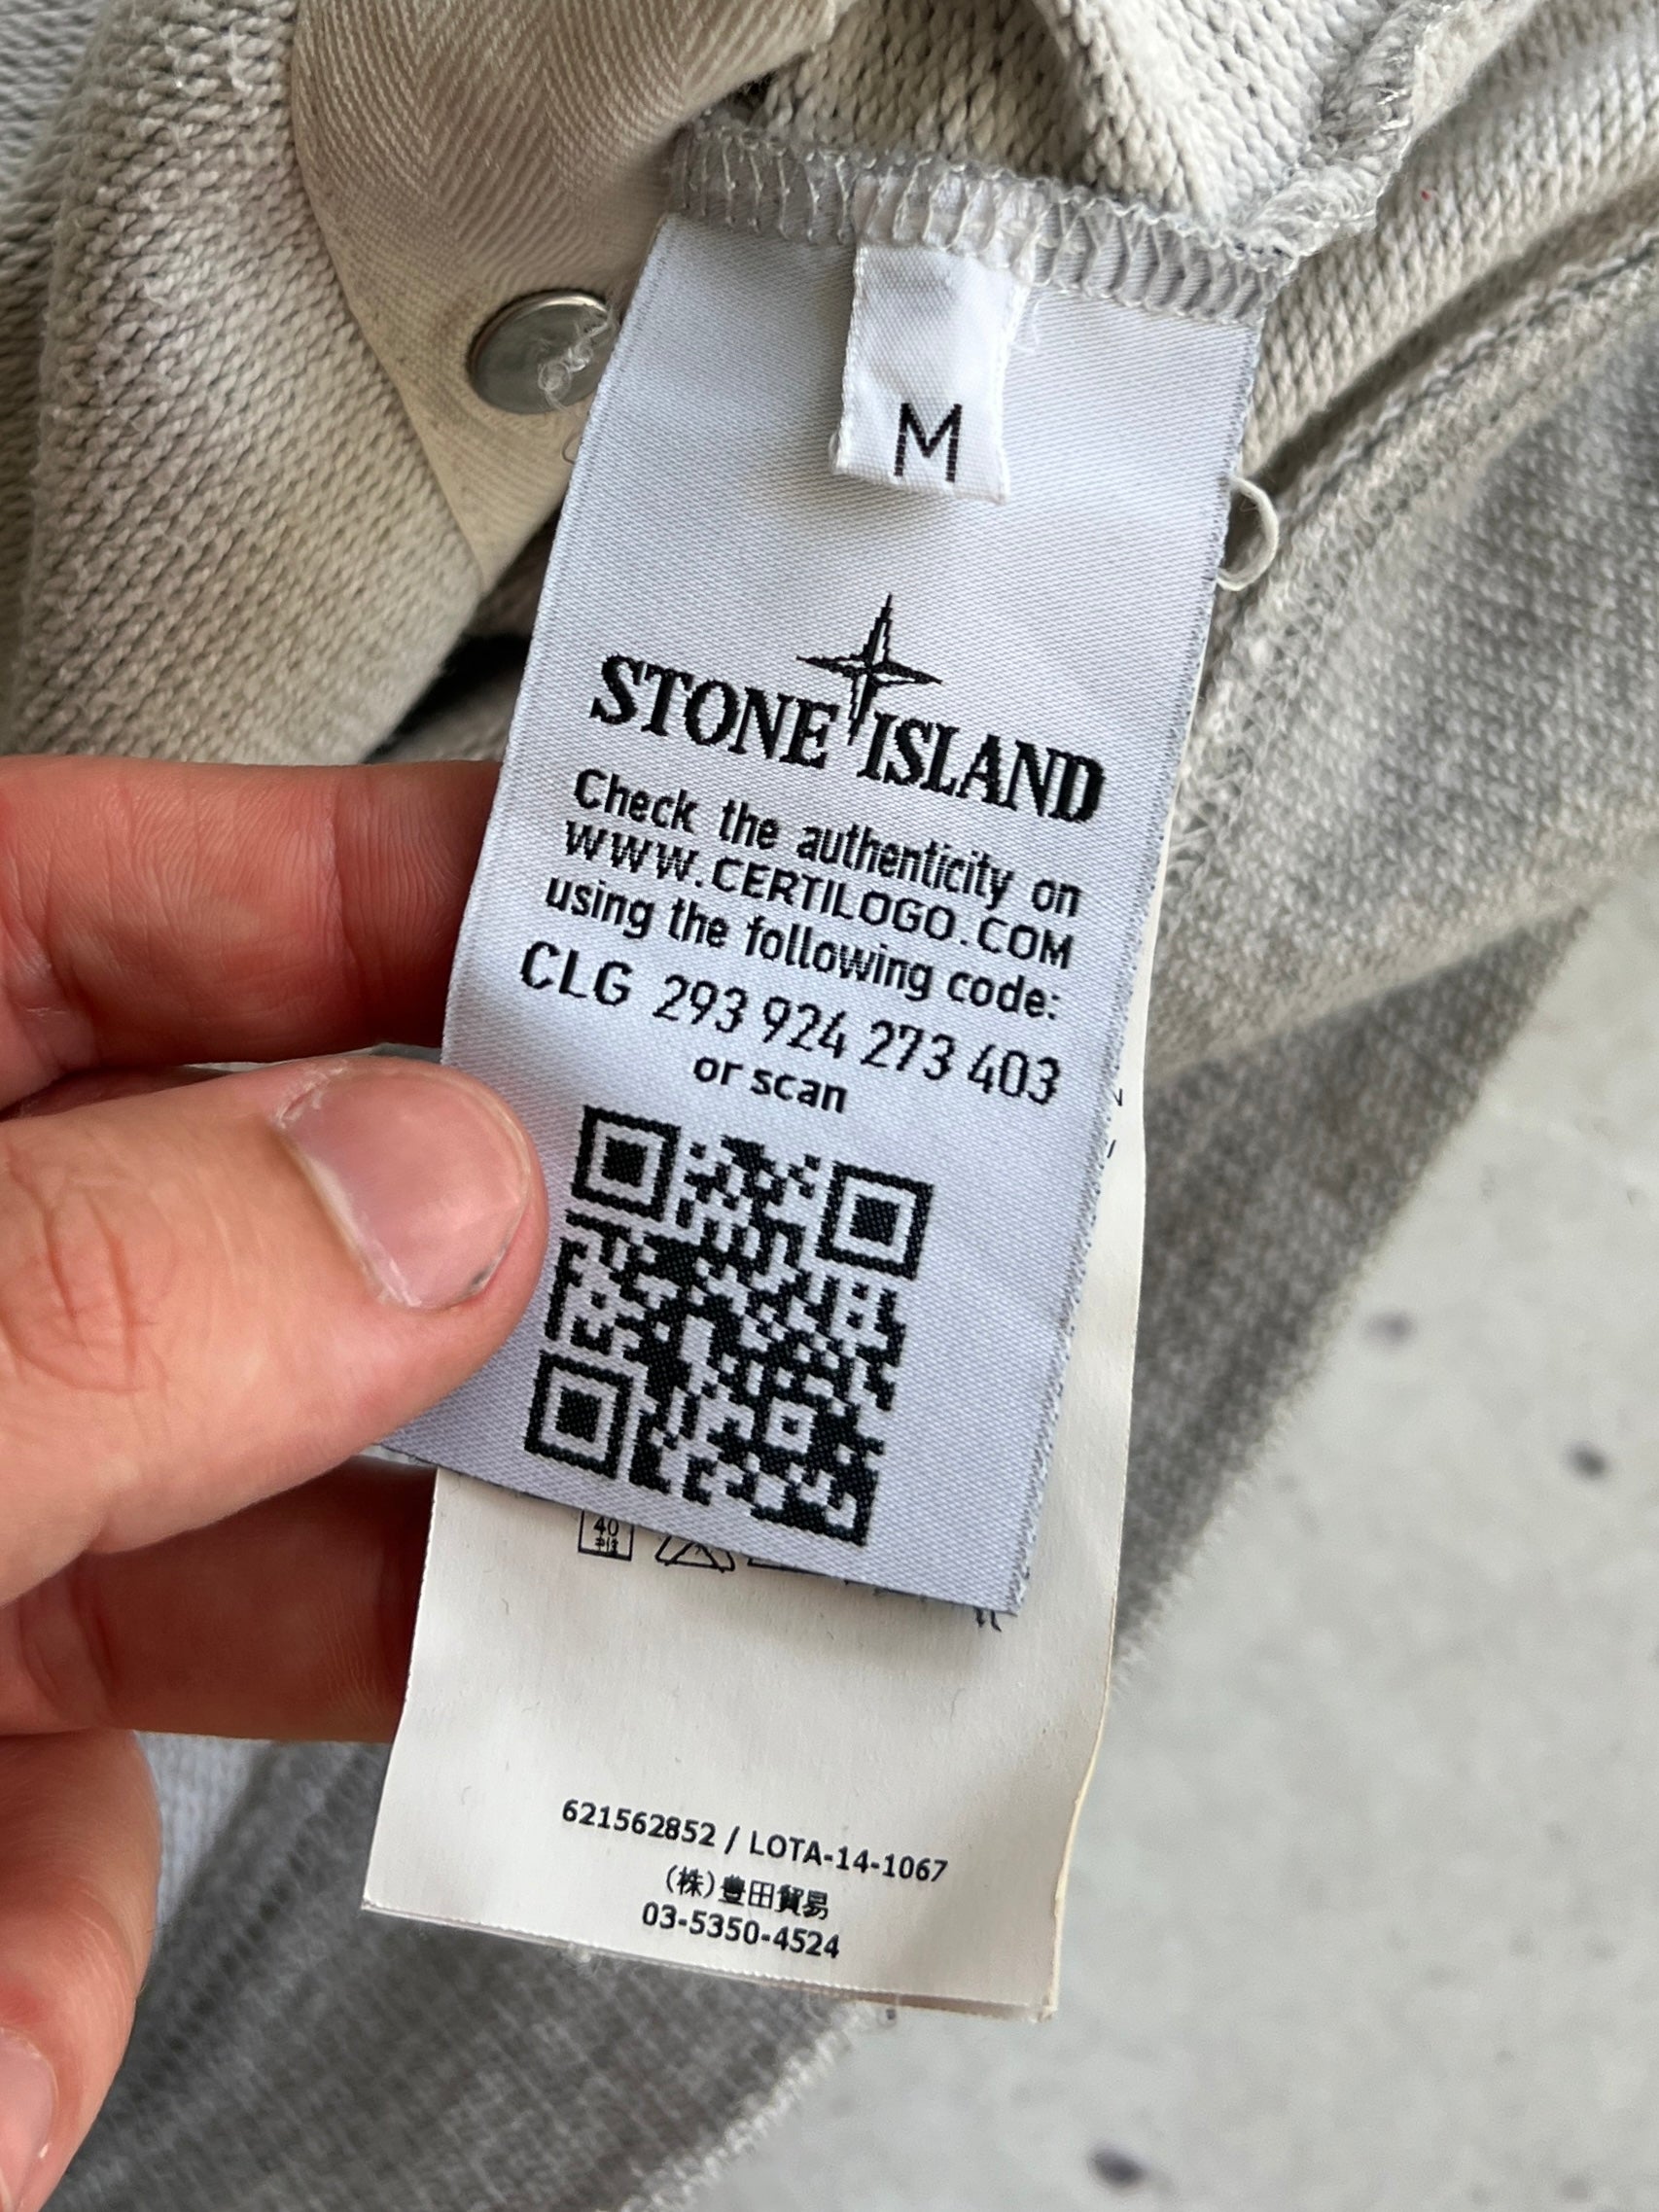 M
STONE ISLAND
Check the authenticity on
WWW.CERTILOGO.COM
using the following code:
CLG 293 924 273 403
or scan
40
621562852 / LOTA-14-1067
(株)豊田貿易
03-5350-4524